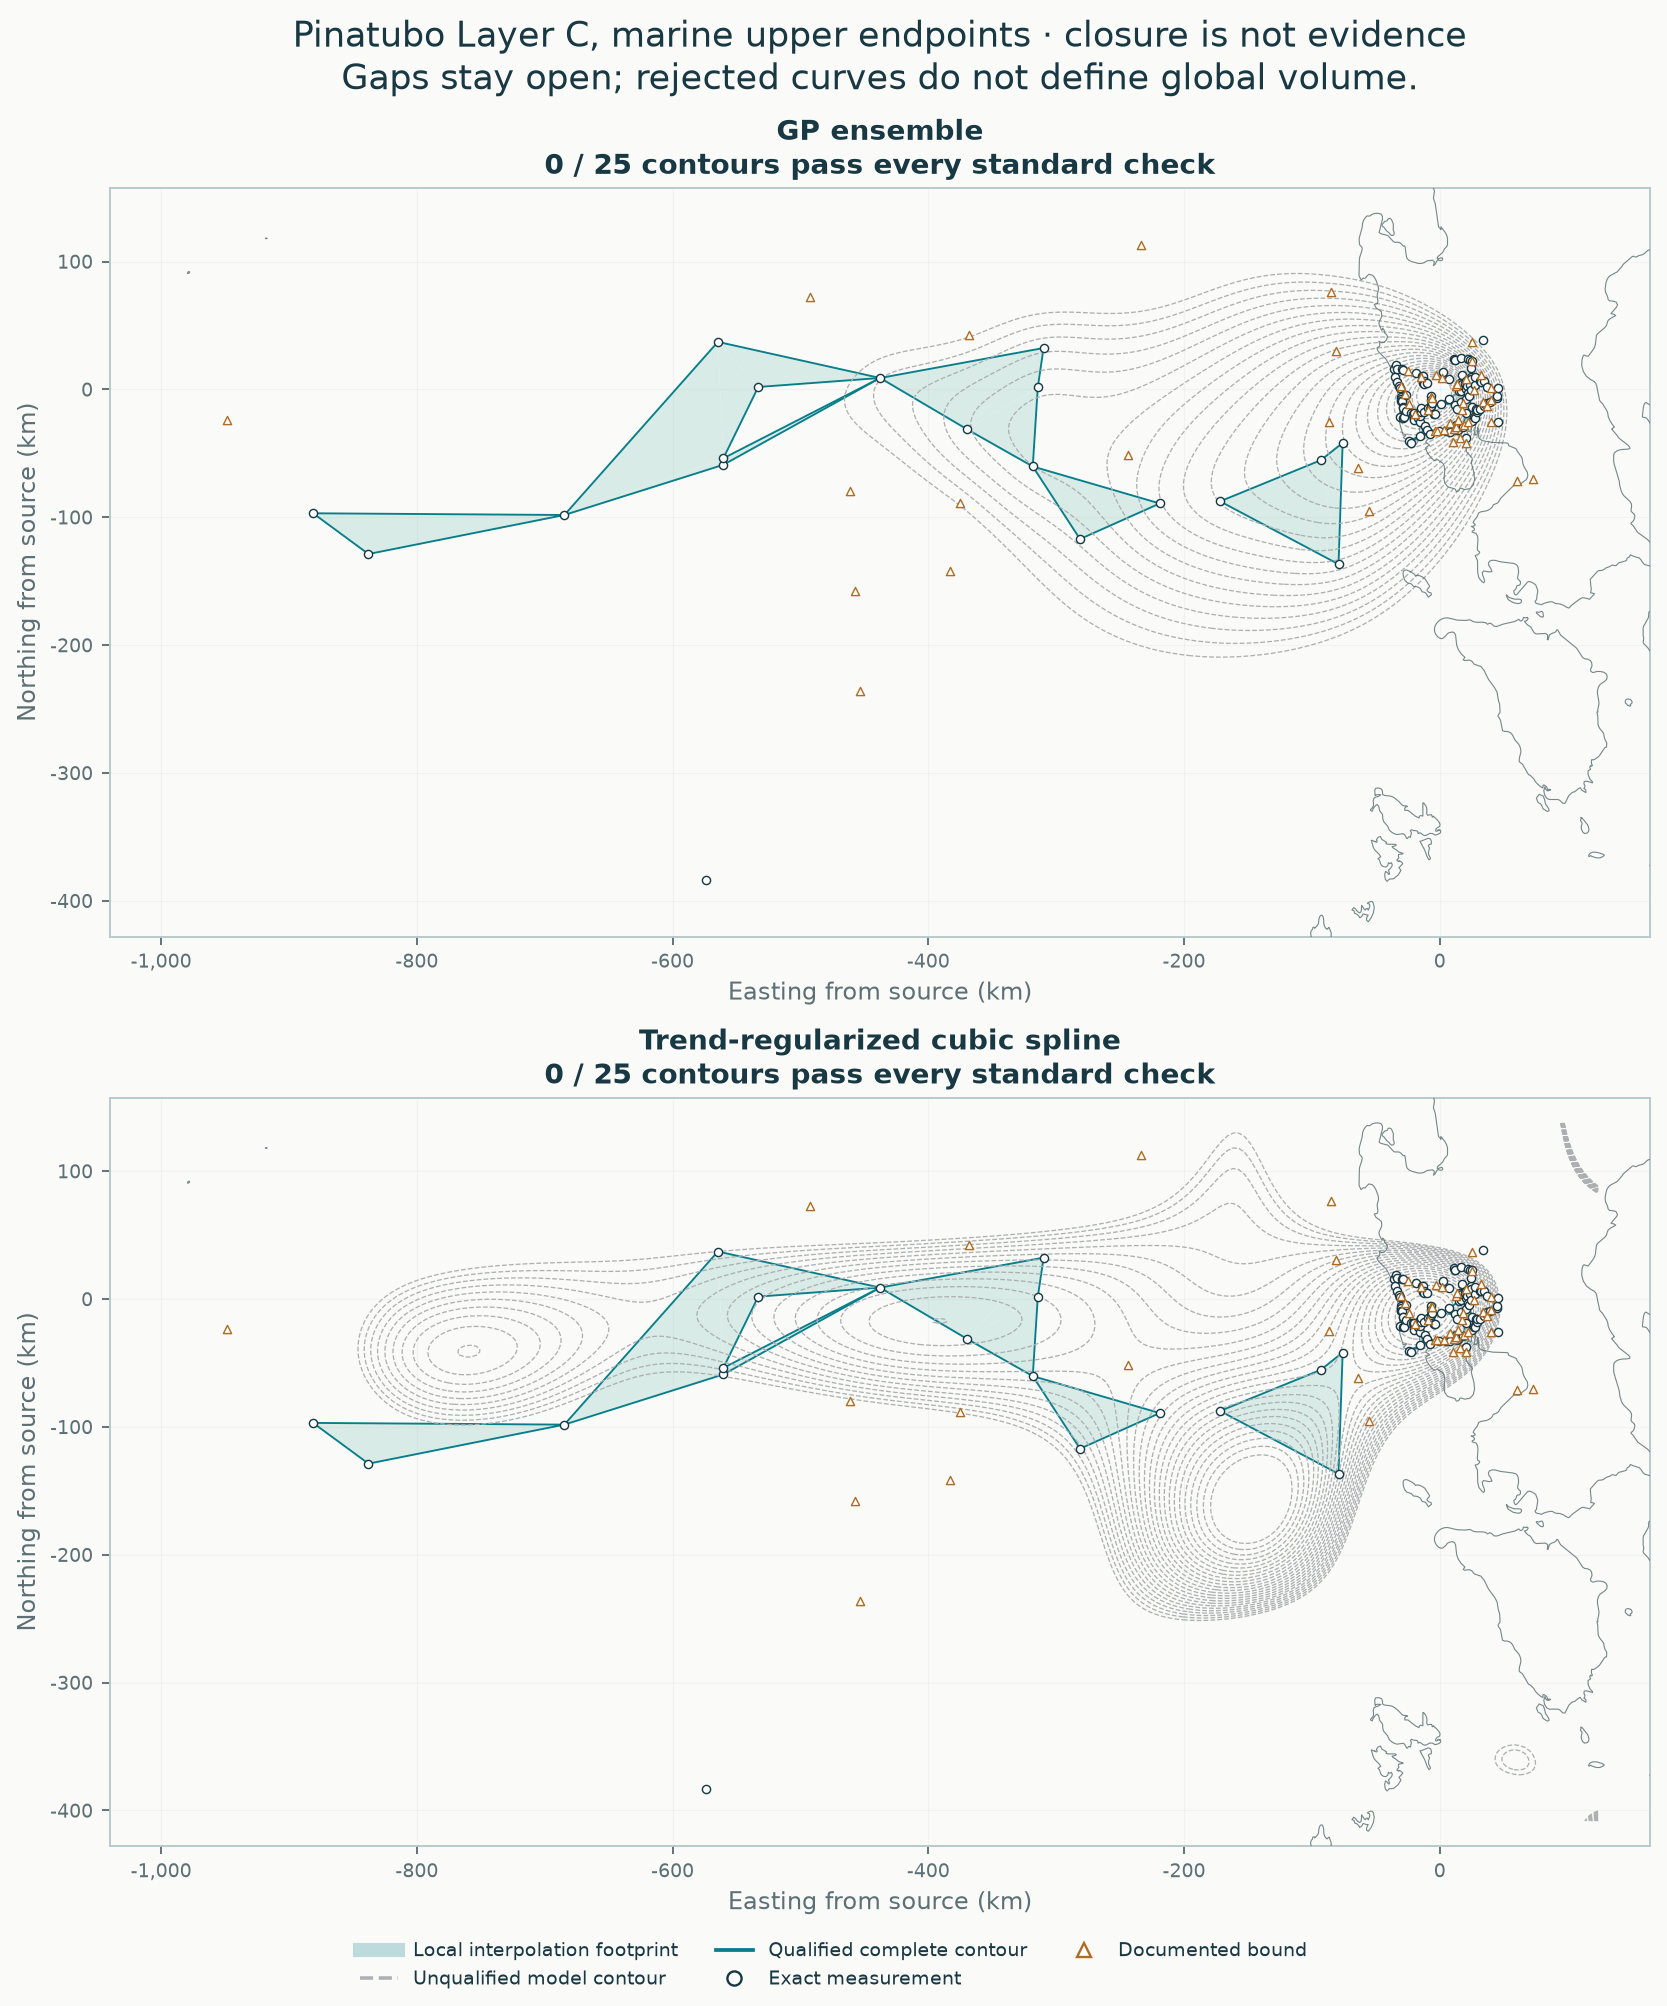 Pinatubo Layer C, marine upper endpoints · closure is not evidence
Gaps stay open; rejected curves do not define global volume.
GP ensemble
0 / 25 contours pass every standard check
100
0
-100
-200
-300
-400
Northing from source (km)
-1,000
-800
-600
-400
-200
0
Easting from source (km)
Trend-regularized cubic spline
0 / 25 contours pass every standard check
100
0
-100
-200
-300
-400
Northing from source (km)
-1,000
-800
-600
-400
-200
0
Easting from source (km)
Local interpolation footprint
Qualified complete contour
Documented bound
Unqualified model contour
Exact measurement